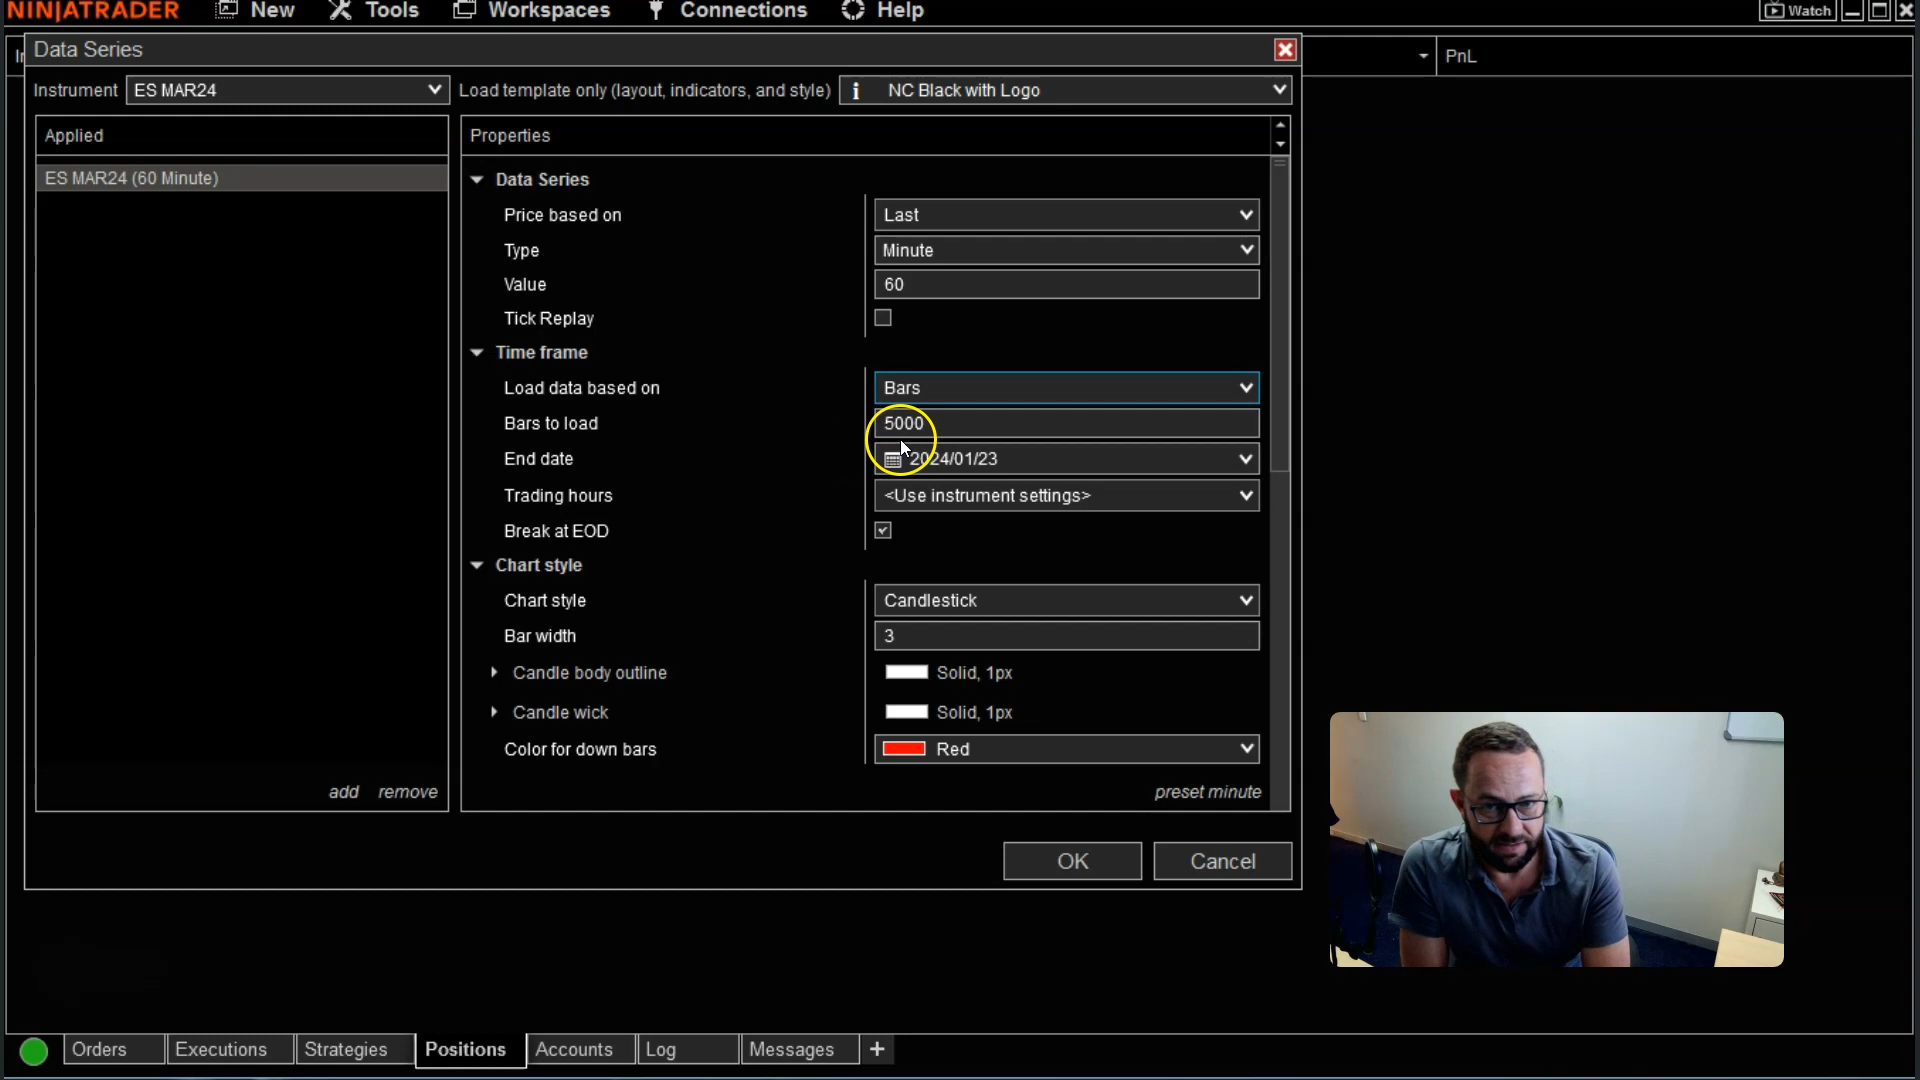 NINJATRADER New Tools Workspaces Connections Help Watch
Data Series
PnL
Instrument ES MAR24 Load template only (layout, indicators, and style) i NC Black with Logo
Applied
Properties
ES MAR24 (60 Minute)
Data Series
Price based on Last
Type Minute
Value 60
Tick Replay
Time frame
Load data based on Bars
Bars to load 5000
End date 2024/01/23
Trading hours <Use instrument settings>
Break at EOD
Chart style
Chart style Candlestick
Bar width 3
Candle body outline Solid, 1px
Candle wick Solid, 1px
Color for down bars Red
add remove
preset minute
OK Cancel
Orders Executions Strategies Positions Accounts Log Messages +